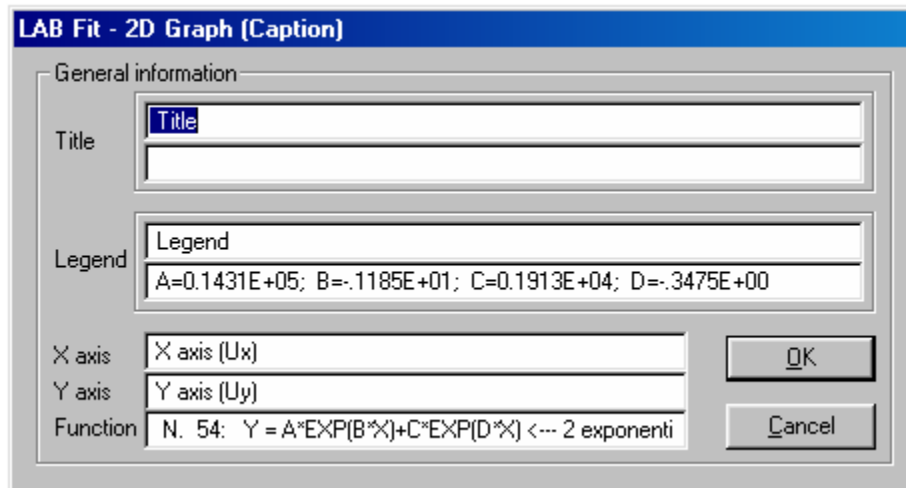 LAB Fit - 2D Graph (Caption)
General information
Title
Title
Legend
Legend
A=0.1431E+05; B=-.1185E+01; C=0.1913E+04; D=-.3475E+00
X axis
X axis (Ux)
Y axis
Y axis (Uy)
Function
N. 54: Y = A*EXP(B*X)+C*EXP(D*X) <--- 2 exponenti
OK
Cancel